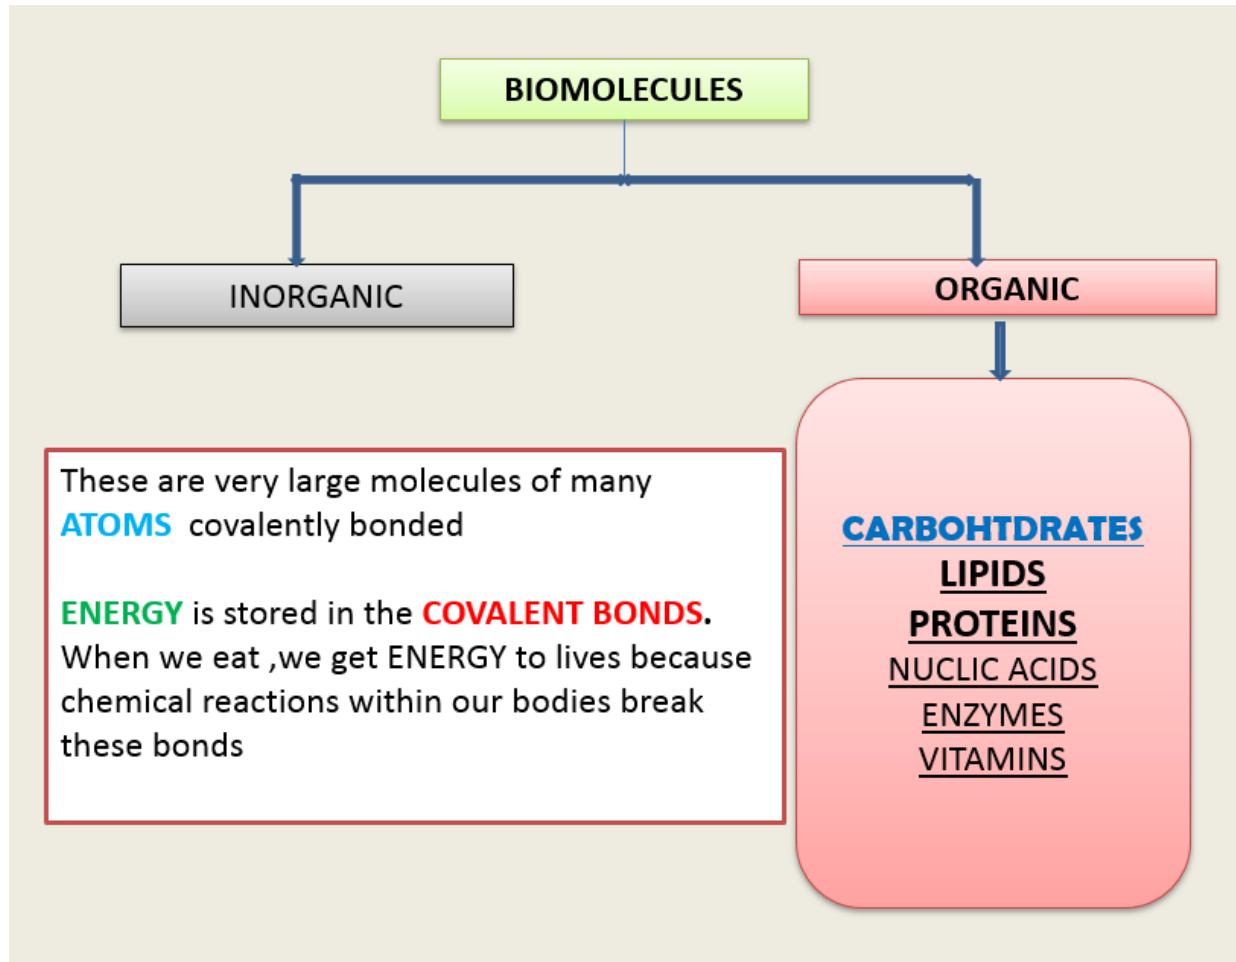 BIOMOLECULES
INORGANIC
ORGANIC
These are very large molecules of many
ATOMS covalently bonded
ENERGY is stored in the COVALENT BONDS.
When we eat ,we get ENERGY to lives because
chemical reactions within our bodies break
these bonds
CARBOHTDRATES
LIPIDS
PROTEINS
NUCLIC ACIDS
ENZYMES
VITAMINS